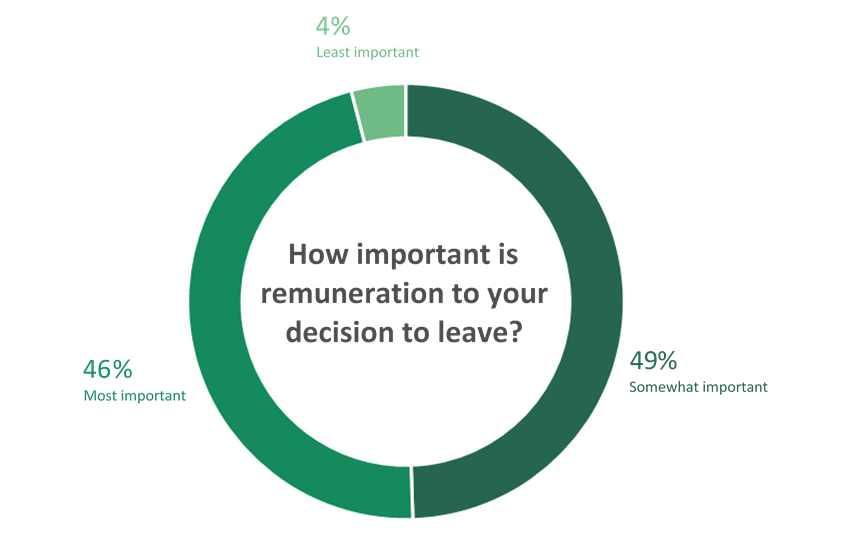 4%
Least important
How important is
remuneration to your
decision to leave?
46%
Most important
49%
Somewhat important